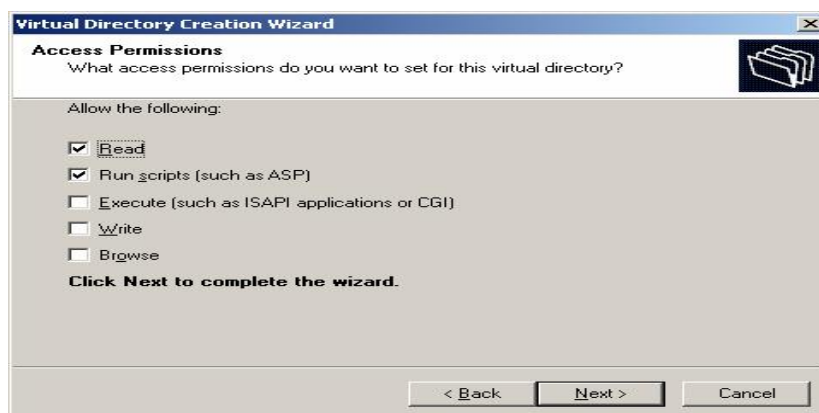 Virtual Directory Creation Wizard
Access Permissions
What access permissions do you want to set for this virtual directory?
Allow the following:
Read
Run scripts (such as ASP)
Execute (such as ISAPI applications or CGI)
Write
Browse
Click Next to complete the wizard.
< Back Next > Cancel